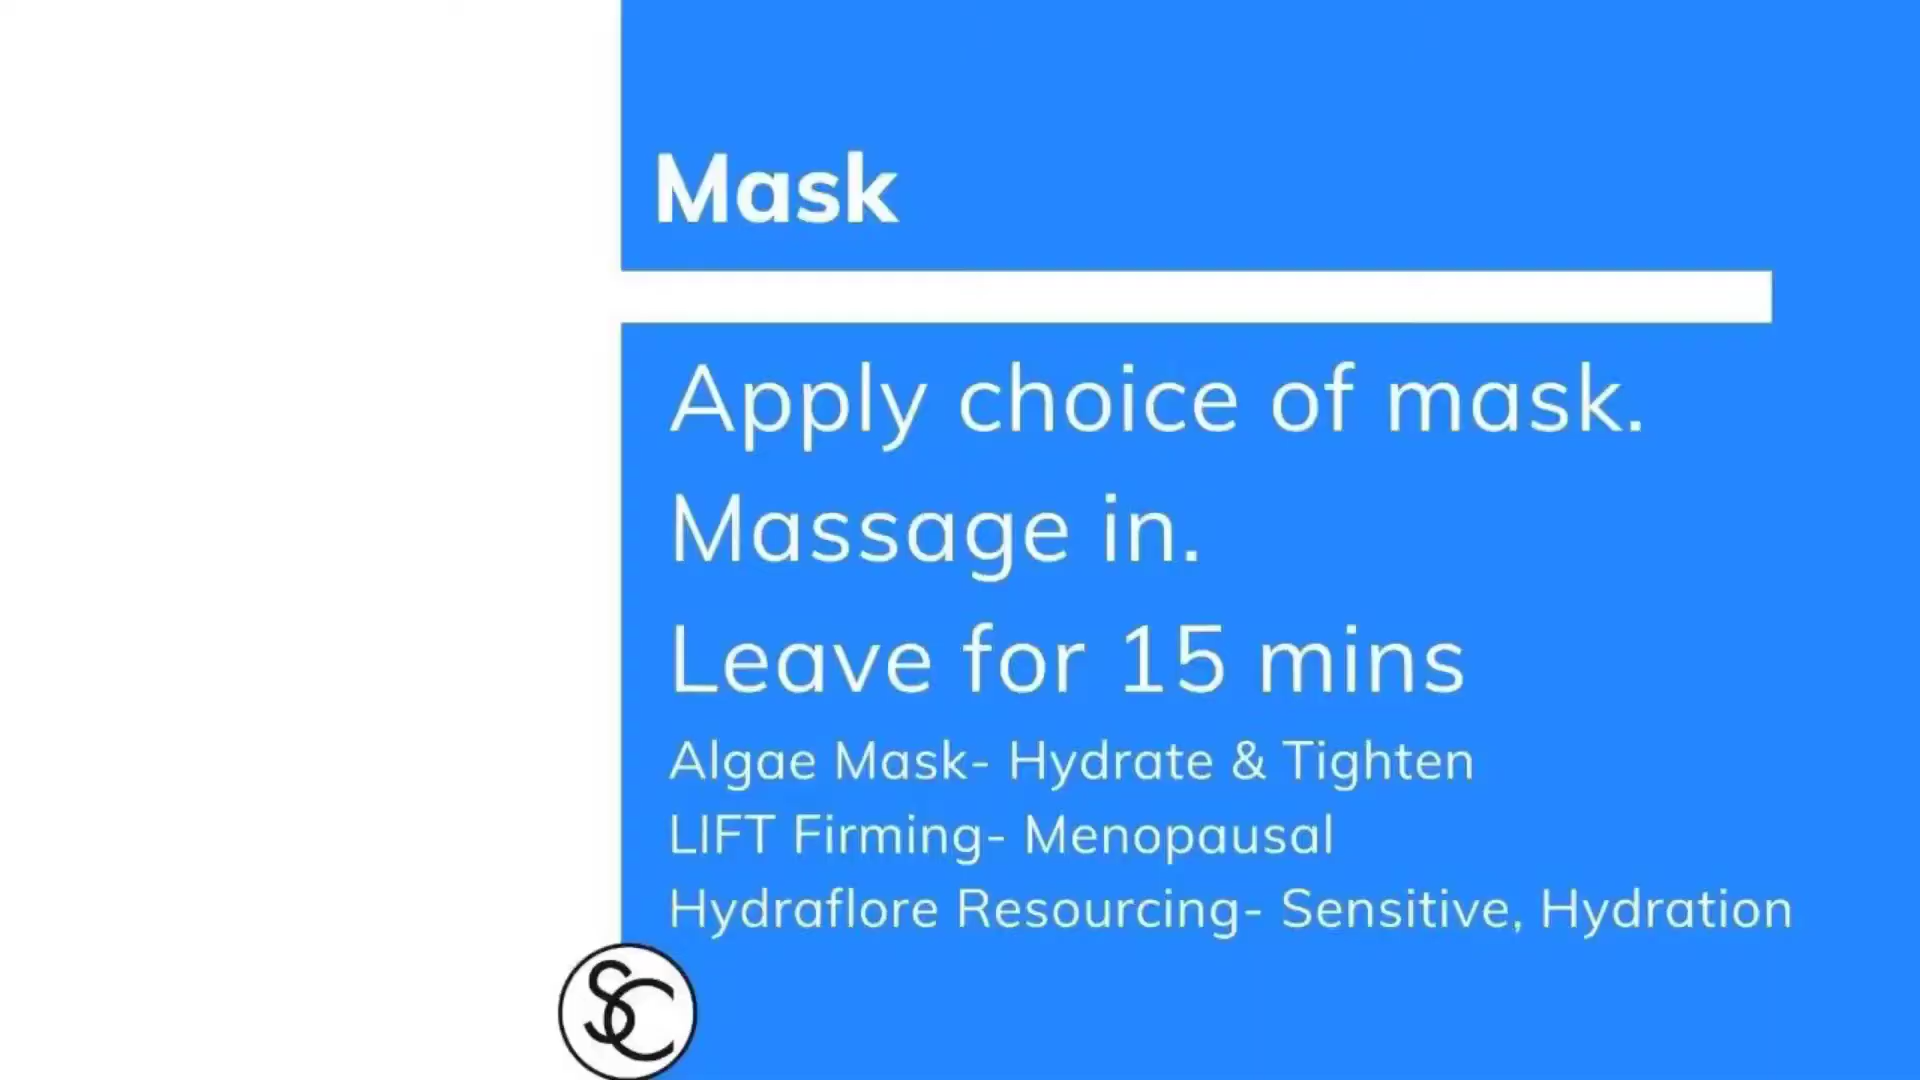 Mask
Apply choice of mask.
Massage in.
Leave for 15 mins
Algae Mask- Hydrate & Tighten
LIFT Firming- Menopausal
Hydraflore Resourcing- Sensitive, Hydration
SC